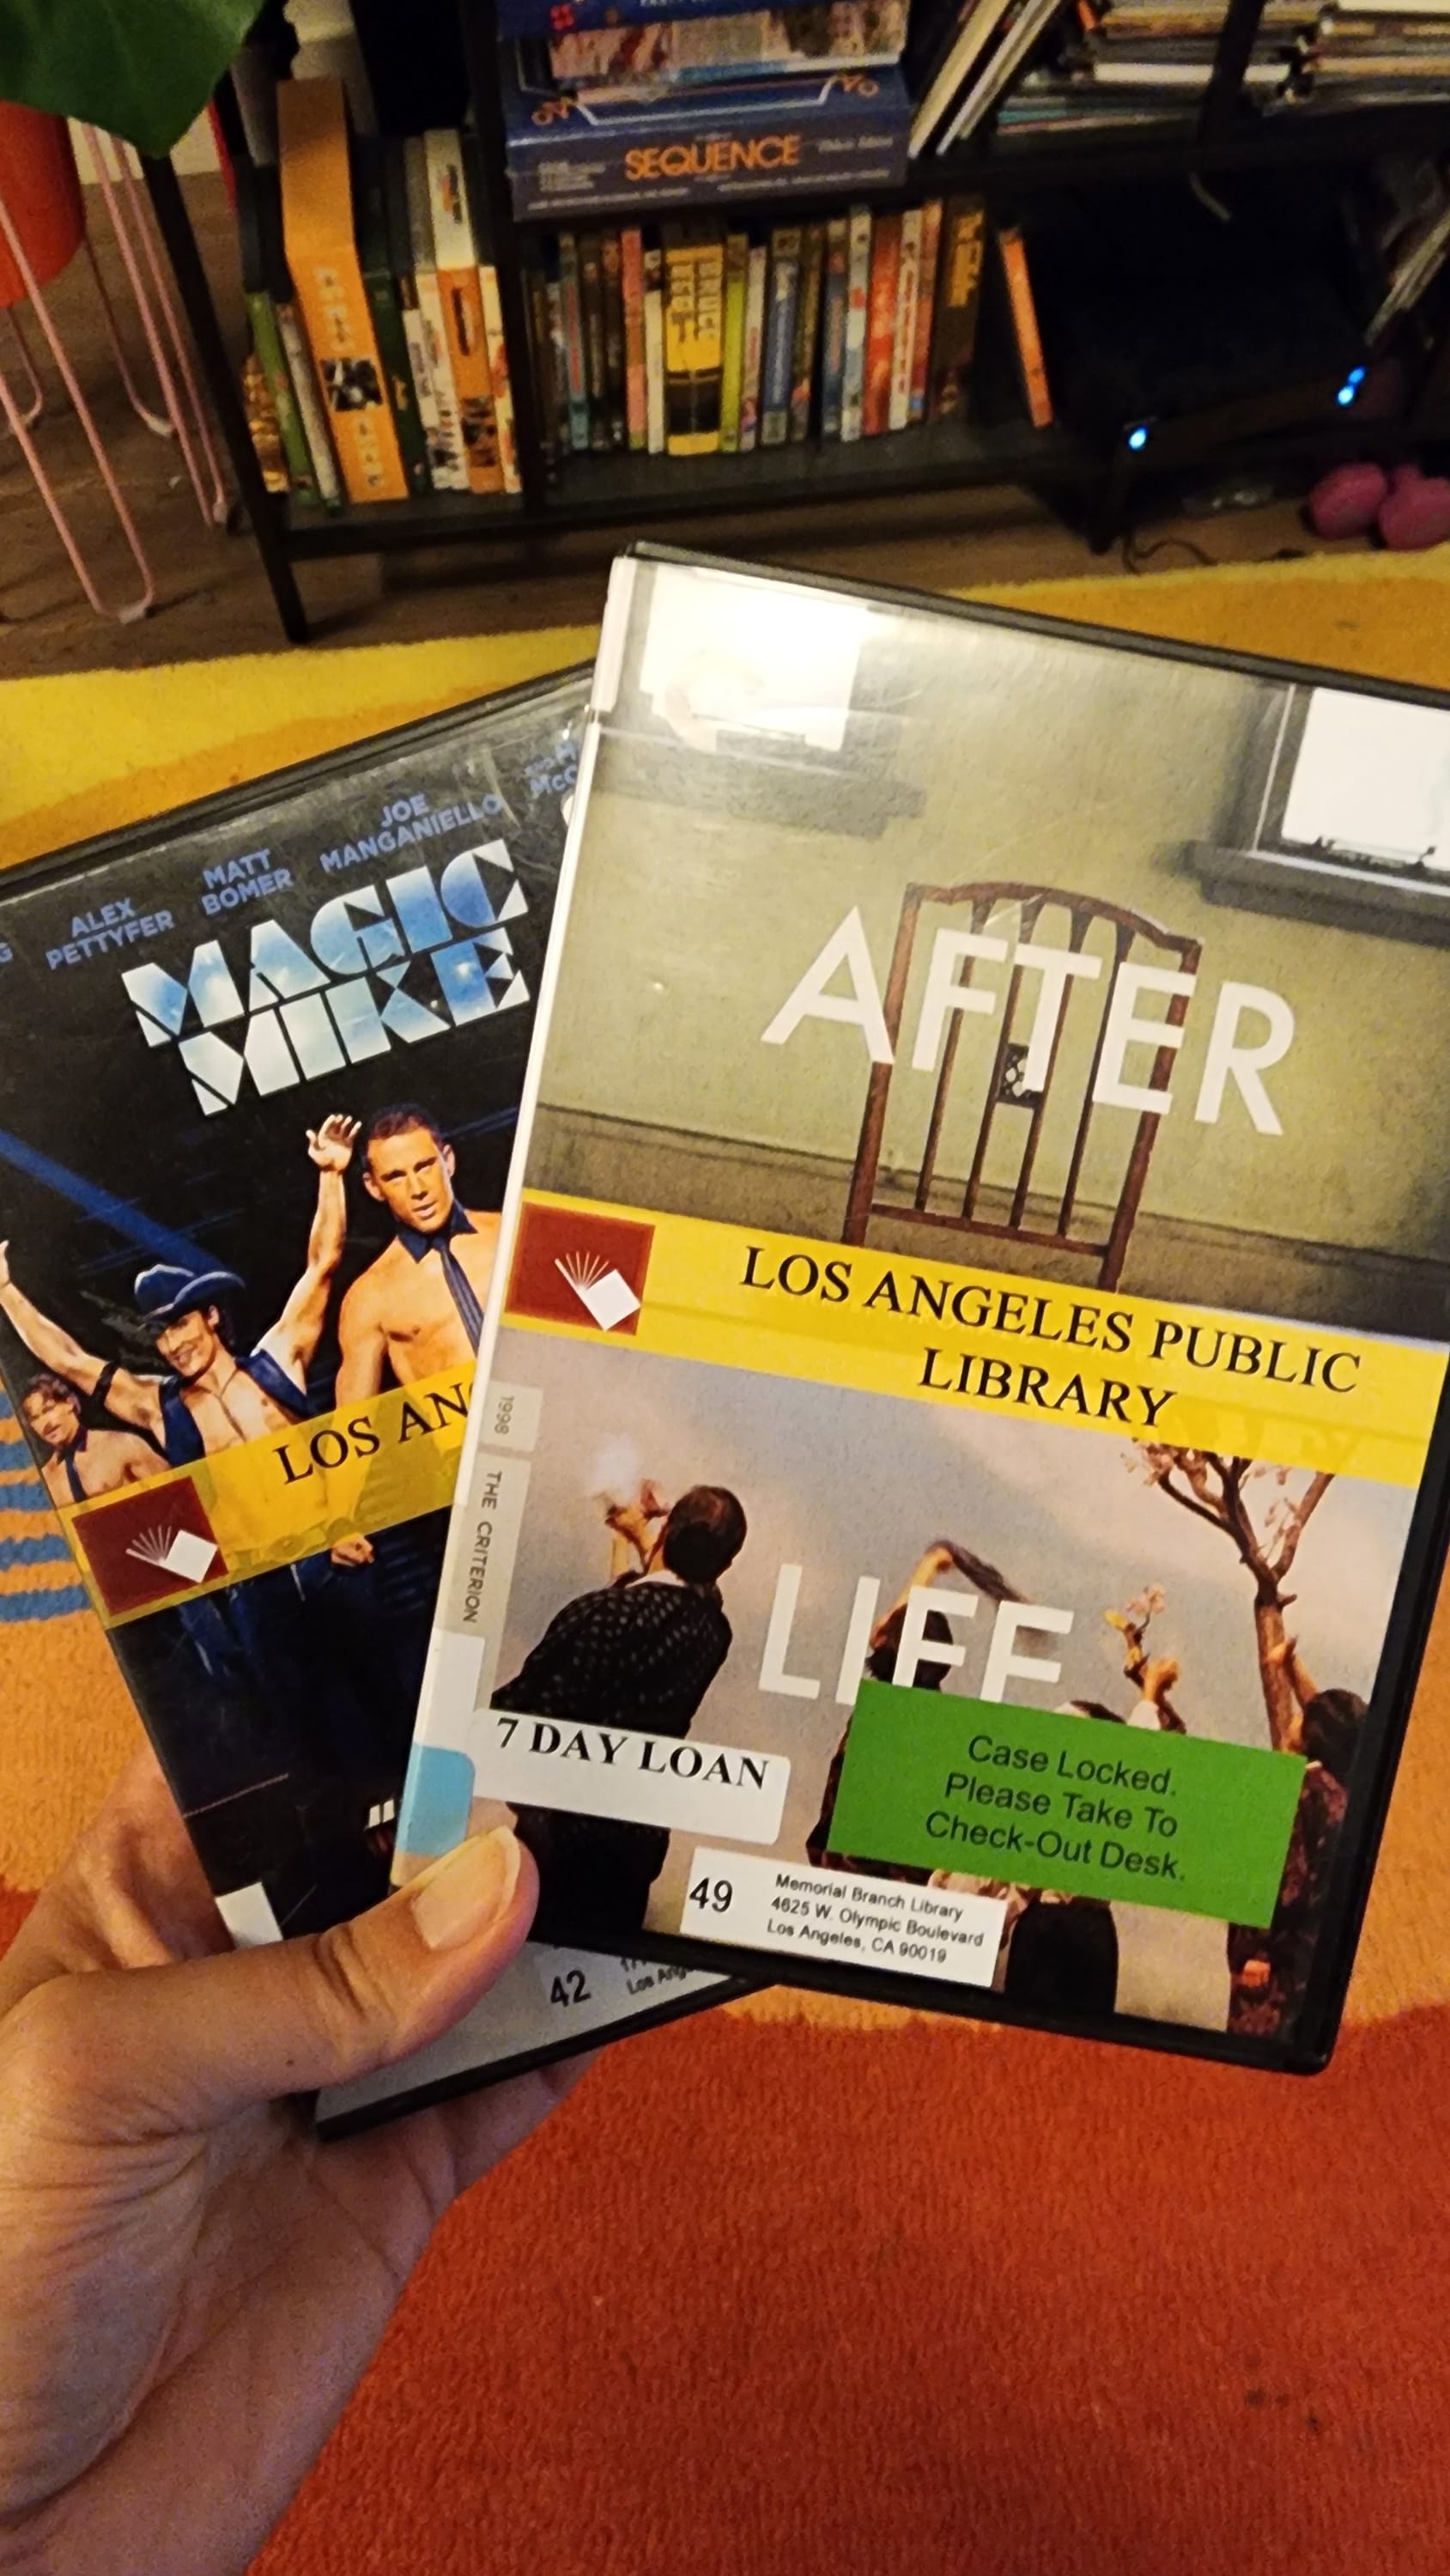 SEQUENCE
BRUCE
LEE
JOE
MANGANIELLO
MATT
BOMER
ALEX
PETTYFER
MAGIC
MIKE
LOS AN
42
AFTER
LOS ANGELES PUBLIC
LIBRARY
1998
THE CRITERION
LIFE
7 DAY LOAN
Case Locked.
Please Take To
Check-Out Desk.
49
Memorial Branch Library
4625 W. Olympic Boulevard
Los Angeles, CA 90019